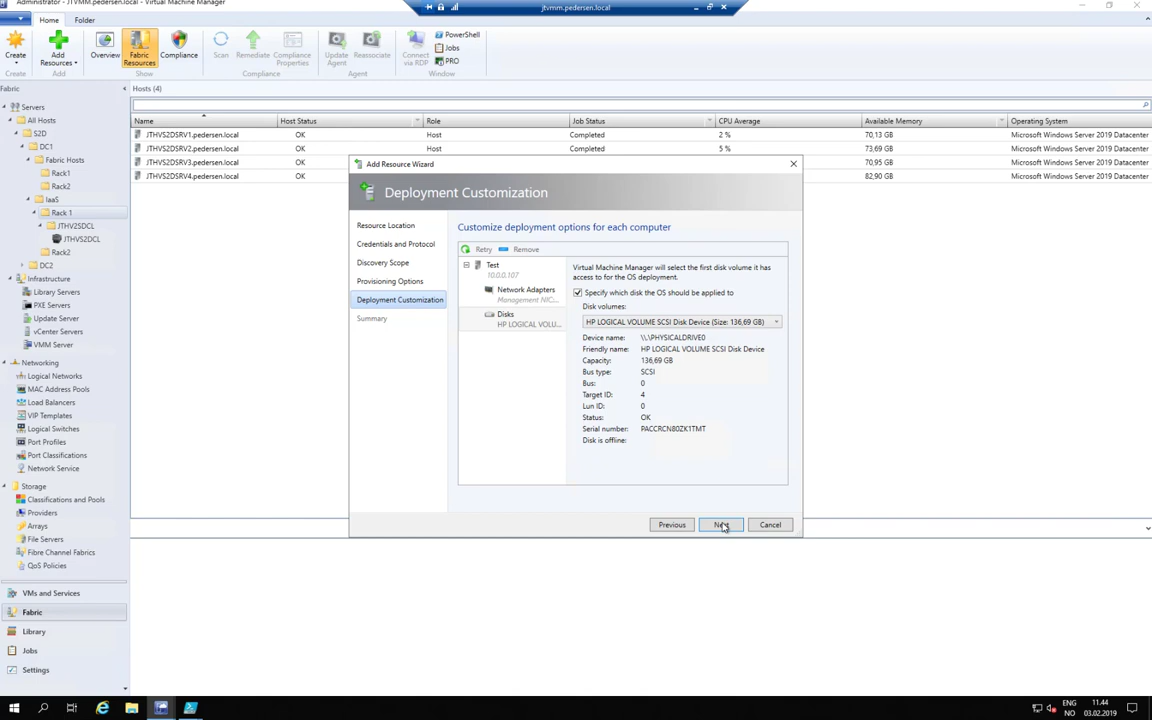 Administrator - JTVMM.pedersen.local - Virtual Machine Manager
jtvmm.pedersen.local
Home
Folder
Create
Add
Resources
Overview
Fabric
Resources
Compliance
Scan
Remediate
Compliance
Properties
Update
Agent
Reassociate
Connect
via RDP
PowerShell
Jobs
PRO
Create
Add
Show
Compliance
Agent
Window
Fabric
Servers
All Hosts
S2D
DC1
Fabric Hosts
Rack1
Rack2
IaaS
Rack 1
JTHV2SDCL
JTHVS2DCL
Rack2
DC2
Infrastructure
Library Servers
PXE Servers
Update Server
vCenter Servers
VMM Server
Networking
Logical Networks
MAC Address Pools
Load Balancers
VIP Templates
Logical Switches
Port Profiles
Port Classifications
Network Service
Storage
Classifications and Pools
Providers
Arrays
File Servers
Fibre Channel Fabrics
QoS Policies
VMs and Services
Fabric
Library
Jobs
Settings
Hosts (4)
Name Host Status Role Job Status CPU Average Available Memory Operating System
JTHVS2DSRV1.pedersen.local OK Host Completed 2 % 70,13 GB Microsoft Windows Server 2019 Datacenter
JTHVS2DSRV2.pedersen.local OK Host Completed 5 % 73,69 GB Microsoft Windows Server 2019 Datacenter
JTHVS2DSRV3.pedersen.local 70,95 GB Microsoft Windows Server 2019 Datacenter
JTHVS2DSRV4.pedersen.local 82,90 GB Microsoft Windows Server 2019 Datacenter
Add Resource Wizard
Deployment Customization
Resource Location
Credentials and Protocol
Discovery Scope
Provisioning Options
Deployment Customization
Summary
Customize deployment options for each computer
Retry Remove
Test
10.0.0.107
Network Adapters
Management NIC:...
Disks
HP LOGICAL VOLU...
Virtual Machine Manager will select the first disk volume it has
access to for the OS deployment.
Specify which disk the OS should be applied to
Disk volumes:
HP LOGICAL VOLUME SCSI Disk Device (Size: 136,69 GB)
Device name: \\.\PHYSICALDRIVE0
Friendly name: HP LOGICAL VOLUME SCSI Disk Device
Capacity: 136,69 GB
Bus type: SCSI
Bus: 0
Target ID: 4
Lun ID: 0
Status: OK
Serial number: PACCRCN80ZK1TMT
Disk is offline:
Previous Next Cancel
ENG
NO
11.44
03.02.2019